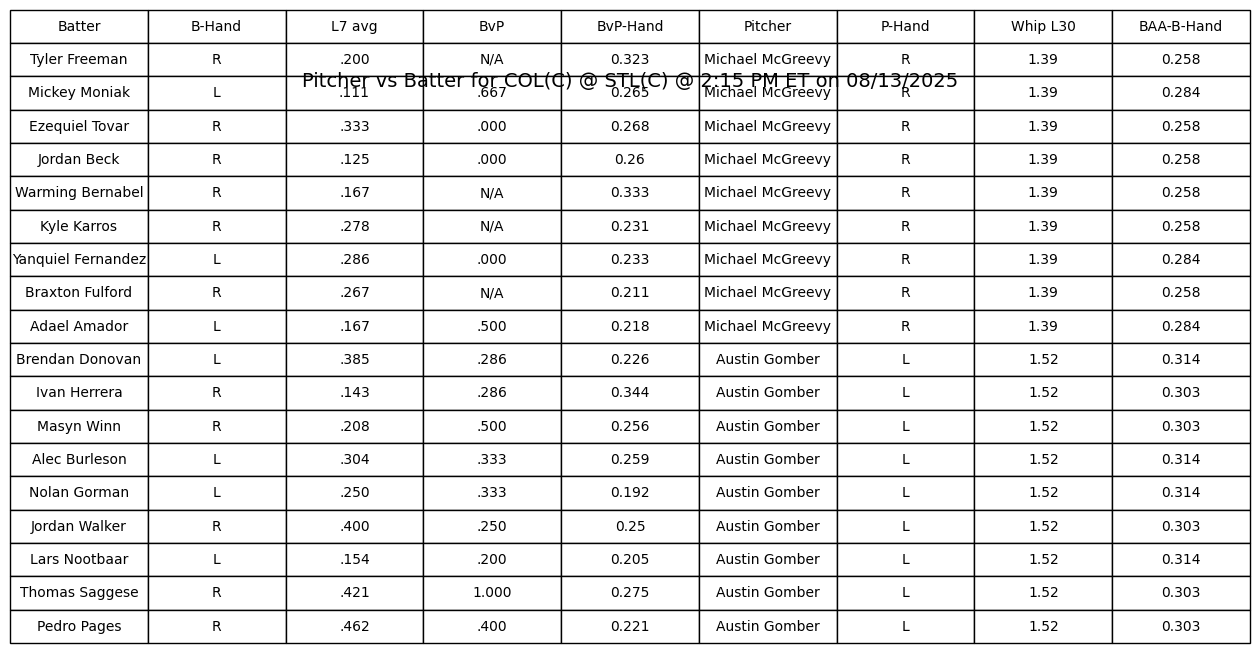 Batter B-Hand L7 avg BvP BvP-Hand Pitcher P-Hand Whip L30 BAA-B-Hand
Tyler Freeman R .200 N/A 0.323 Michael McGreevy R 1.39 0.258
Pitcher vs Batter for COL(C) @ STL(C) @ 2:15 PM ET on 08/13/2025
Mickey Moniak L .111 .667 0.265 Michael McGreevy R 1.39 0.284
Ezequiel Tovar R .333 .000 0.268 Michael McGreevy R 1.39 0.258
Jordan Beck R .125 .000 0.26 Michael McGreevy R 1.39 0.258
Warming Bernabel R .167 N/A 0.333 Michael McGreevy R 1.39 0.258
Kyle Karros R .278 N/A 0.231 Michael McGreevy R 1.39 0.258
Yanquiel Fernandez L .286 .000 0.233 Michael McGreevy R 1.39 0.284
Braxton Fulford R .267 N/A 0.211 Michael McGreevy R 1.39 0.258
Adael Amador L .167 .500 0.218 Michael McGreevy R 1.39 0.284
Brendan Donovan L .385 .286 0.226 Austin Gomber L 1.52 0.314
Ivan Herrera R .143 .286 0.344 Austin Gomber L 1.52 0.303
Masyn Winn R .208 .500 0.256 Austin Gomber L 1.52 0.303
Alec Burleson L .304 .333 0.259 Austin Gomber L 1.52 0.314
Nolan Gorman L .250 .333 0.192 Austin Gomber L 1.52 0.314
Jordan Walker R .400 .250 0.25 Austin Gomber L 1.52 0.303
Lars Nootbaar L .154 .200 0.205 Austin Gomber L 1.52 0.314
Thomas Saggese R .421 1.000 0.275 Austin Gomber L 1.52 0.303
Pedro Pages R .462 .400 0.221 Austin Gomber L 1.52 0.303